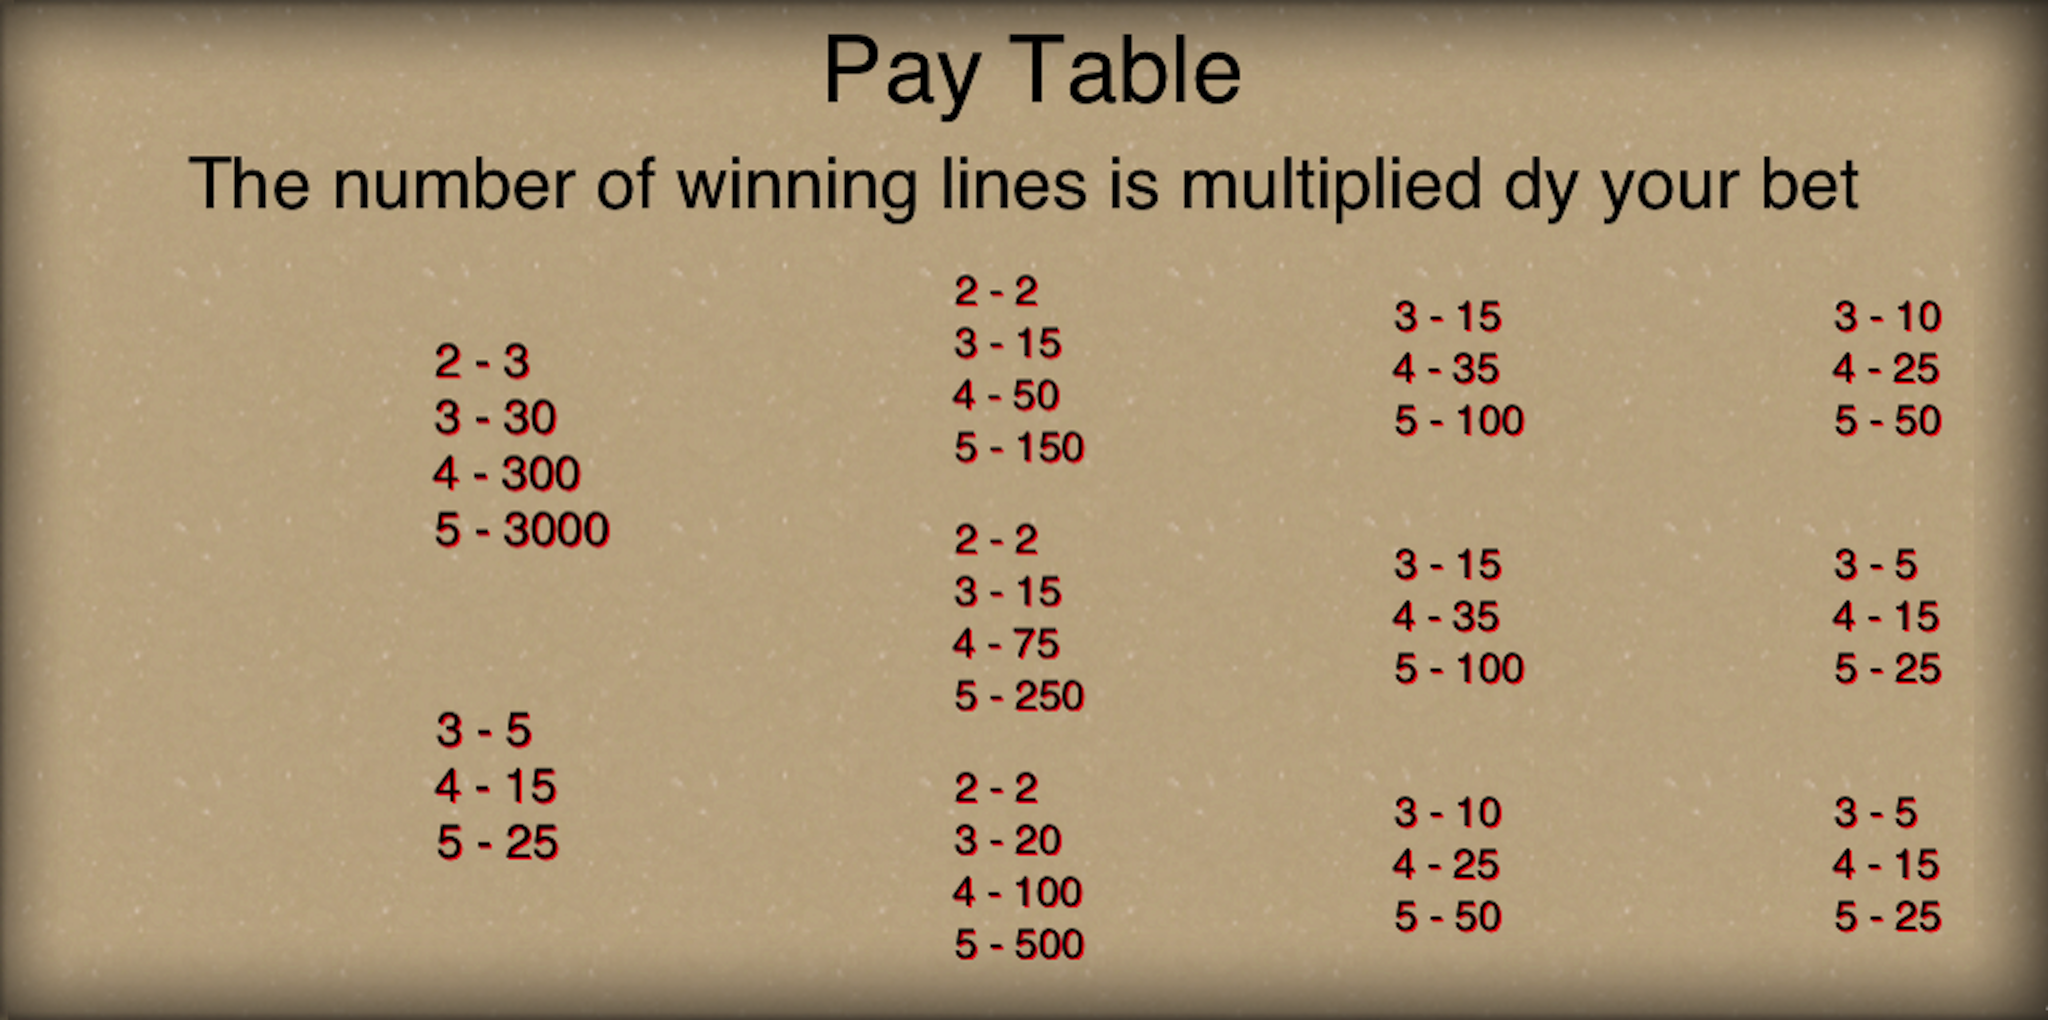 Pay Table
The number of winning lines is multiplied dy your bet
2 - 3
3 - 30
4 - 300
5 - 3000
3 - 5
4 - 15
5 - 25
2 - 2
3 - 15
4 - 50
5 - 150
2 - 2
3 - 15
4 - 75
5 - 250
2 - 2
3 - 20
4 - 100
5 - 500
3 - 15
4 - 35
5 - 100
3 - 15
4 - 35
5 - 100
3 - 10
4 - 25
5 - 50
3 - 10
4 - 25
5 - 50
3 - 5
4 - 15
5 - 25
3 - 5
4 - 15
5 - 25